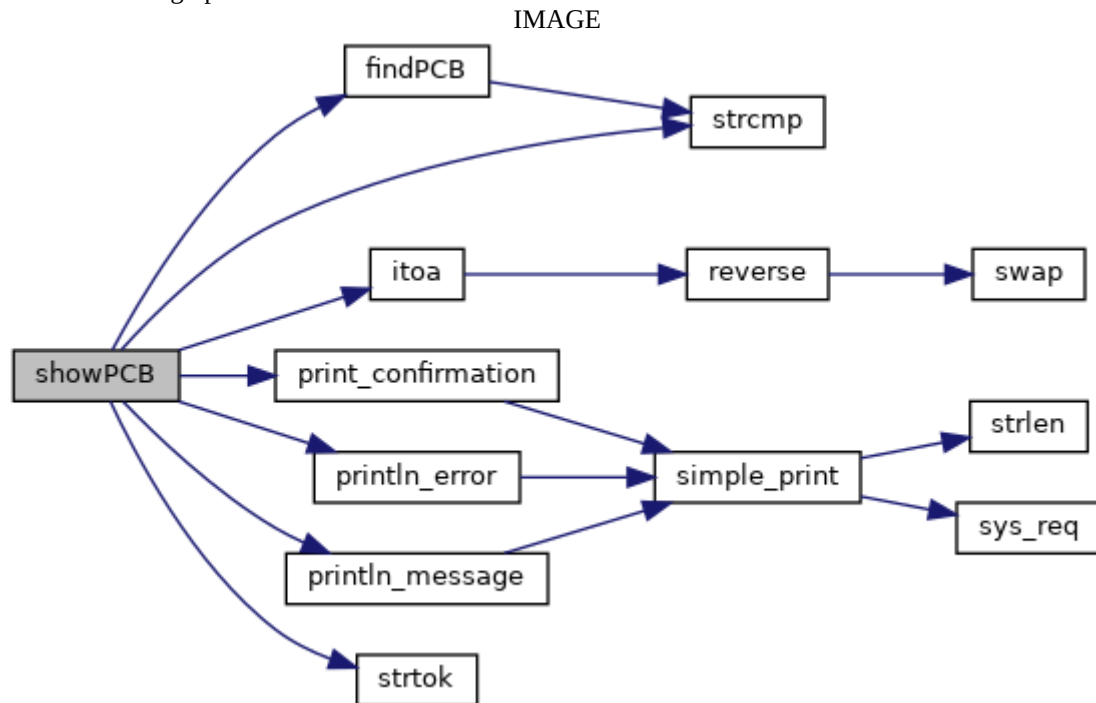 IMAGE
findPCB
strcmp
itoa
reverse
swap
showPCB
print_confirmation
strlen
println_error
simple_print
sys_req
println_message
strtok